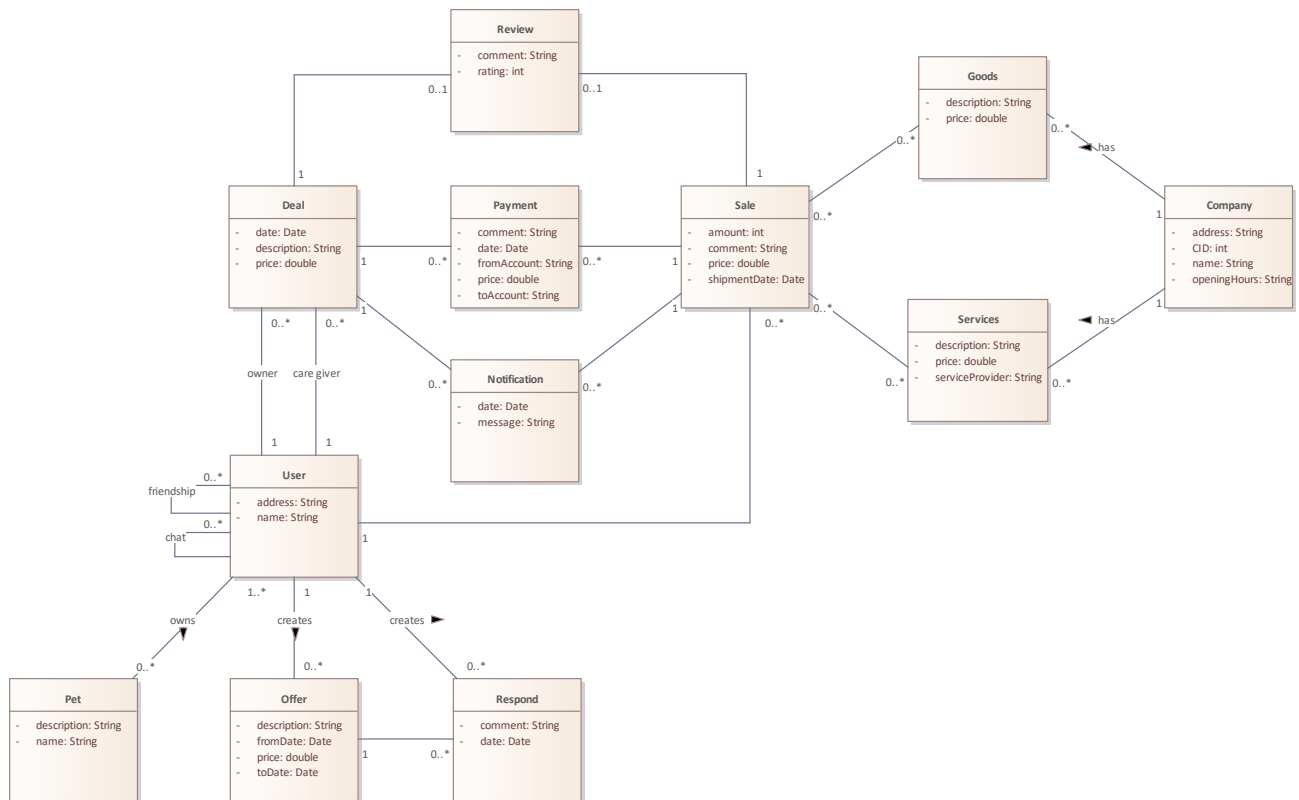 Review
- comment: String
- rating: int
0..1
0..1
1
1
Goods
- description: String
- price: double
0..*
0..*
has
0..*
1
Company
- address: String
- CID: int
- name: String
- openingHours: String
1
has
Deal
- date: Date
- description: String
- price: double
1
0..*
Payment
- comment: String
- date: Date
- fromAccount: String
- price: double
- toAccount: String
0..*
1
Sale
- amount: int
- comment: String
- price: double
- shipmentDate: Date
0..*
0..*
0..*
Services
- description: String
- price: double
- serviceProvider: String
0..*
1
1
0..*
0..*
Notification
- date: Date
- message: String
0..*
0..*
owner
care giver
1
1
User
- address: String
- name: String
0..*
friendship
0..*
chat
1
1..*
1
1
owns
creates
creates
0..*
0..*
0..*
Pet
- description: String
- name: String
Offer
- description: String
- fromDate: Date
- price: double
- toDate: Date
1
0..*
Respond
- comment: String
- date: Date